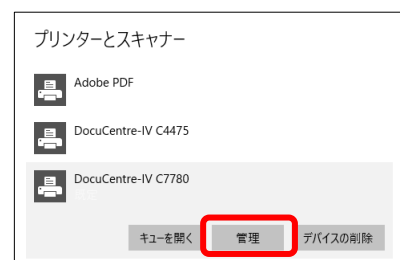 プリンターとスキャナー
Adobe PDF
DocuCentre-IV C4475
DocuCentre-IV C7780
キューを開く 管理 デバイスの削除